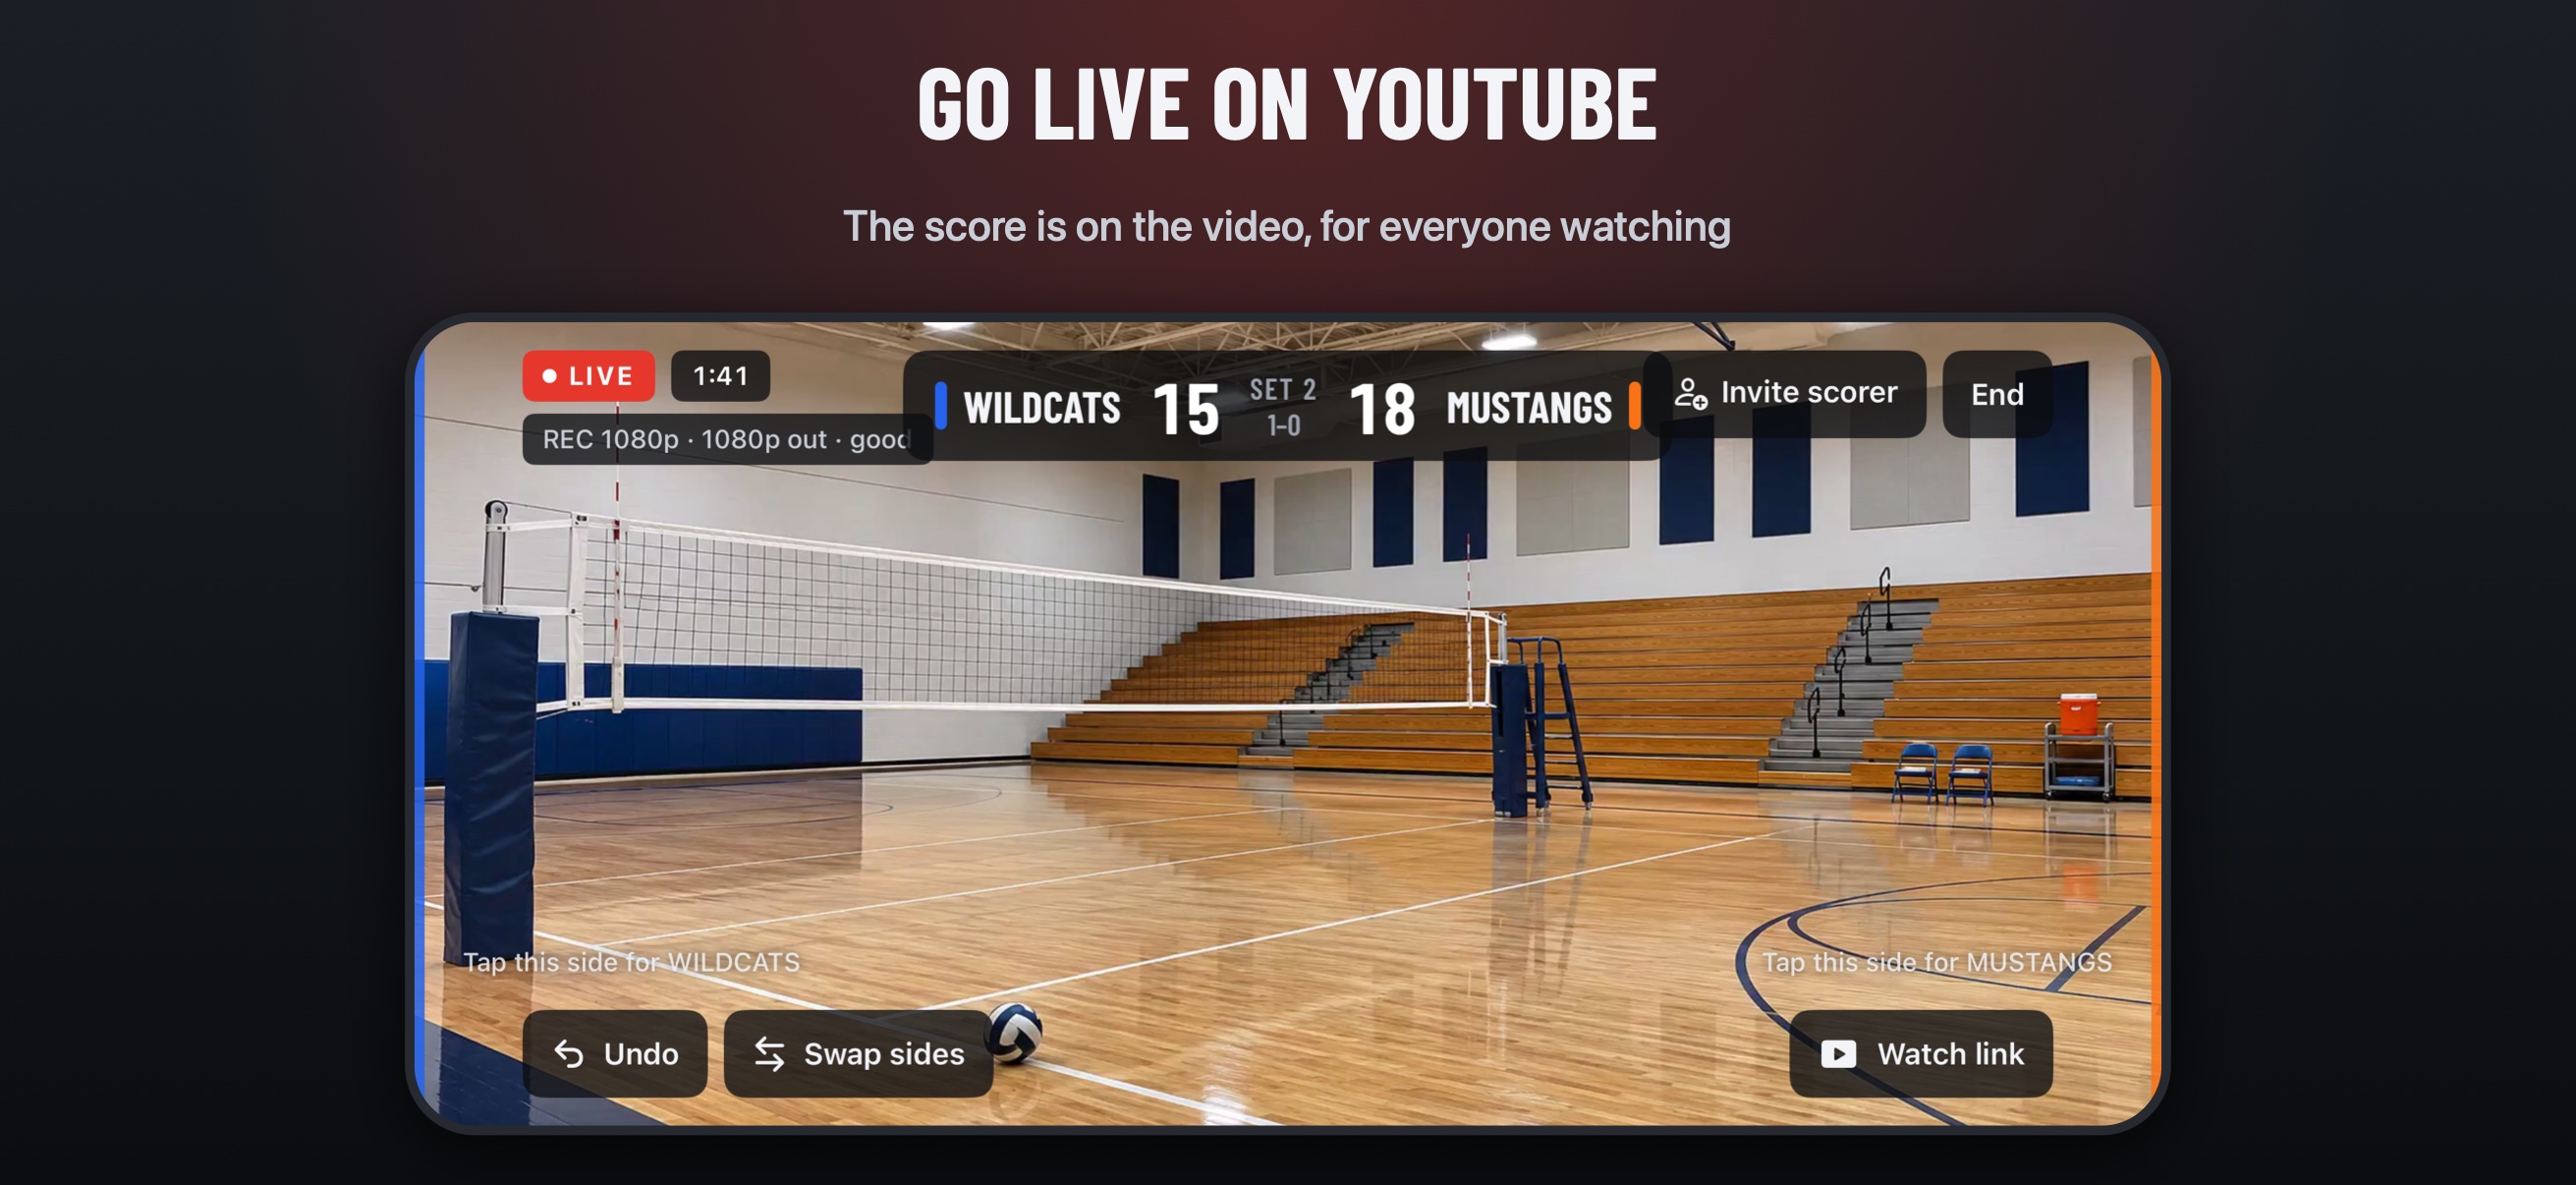 GO LIVE ON YOUTUBE
The score is on the video, for everyone watching
LIVE
1:41
REC 1080p · 1080p out · good
WILDCATS 15 SET 2 18 MUSTANGS
1-0
Invite scorer
End
Tap this side for WILDCATS
Tap this side for MUSTANGS
Undo
Swap sides
Watch link